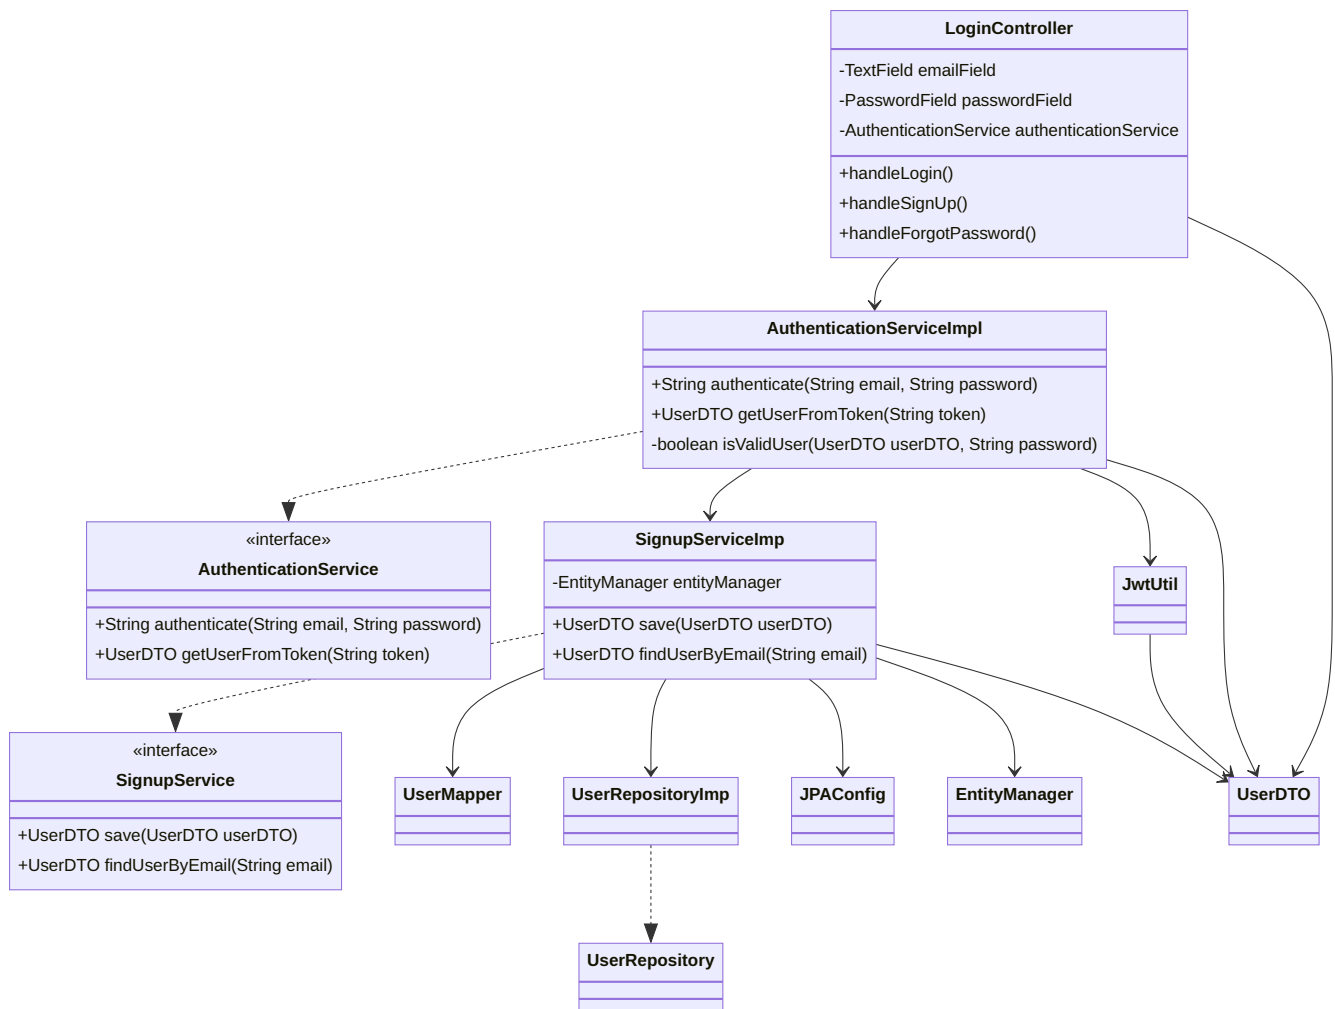 LoginController
-TextField emailField
-PasswordField passwordField
-AuthenticationService authenticationService
+handleLogin()
+handleSignUp()
+handleForgotPassword()
AuthenticationServiceImpl
+String authenticate(String email, String password)
+UserDTO getUserFromToken(String token)
-boolean isValidUser(UserDTO userDTO, String password)
«interface»
AuthenticationService
+String authenticate(String email, String password)
+UserDTO getUserFromToken(String token)
SignupServiceImp
-EntityManager entityManager
+UserDTO save(UserDTO userDTO)
+UserDTO findUserByEmail(String email)
JwtUtil
«interface»
SignupService
+UserDTO save(UserDTO userDTO)
+UserDTO findUserByEmail(String email)
UserMapper
UserRepositoryImp
JPAConfig
EntityManager
UserDTO
UserRepository